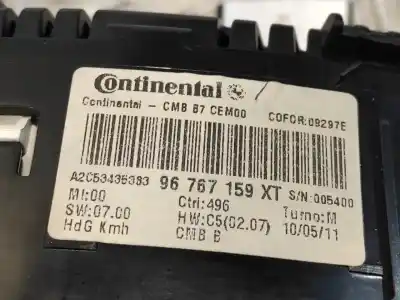 Continental
Continental - CMB B7 CEM00 COFOR:09297E
A2C53435383 96 767 159 XT S/N:005400
MI:00 Ctrl:496 Turno:M
SW:07.00 HW:C5(02.07) 10/05/11
HdG Kmh CMB B